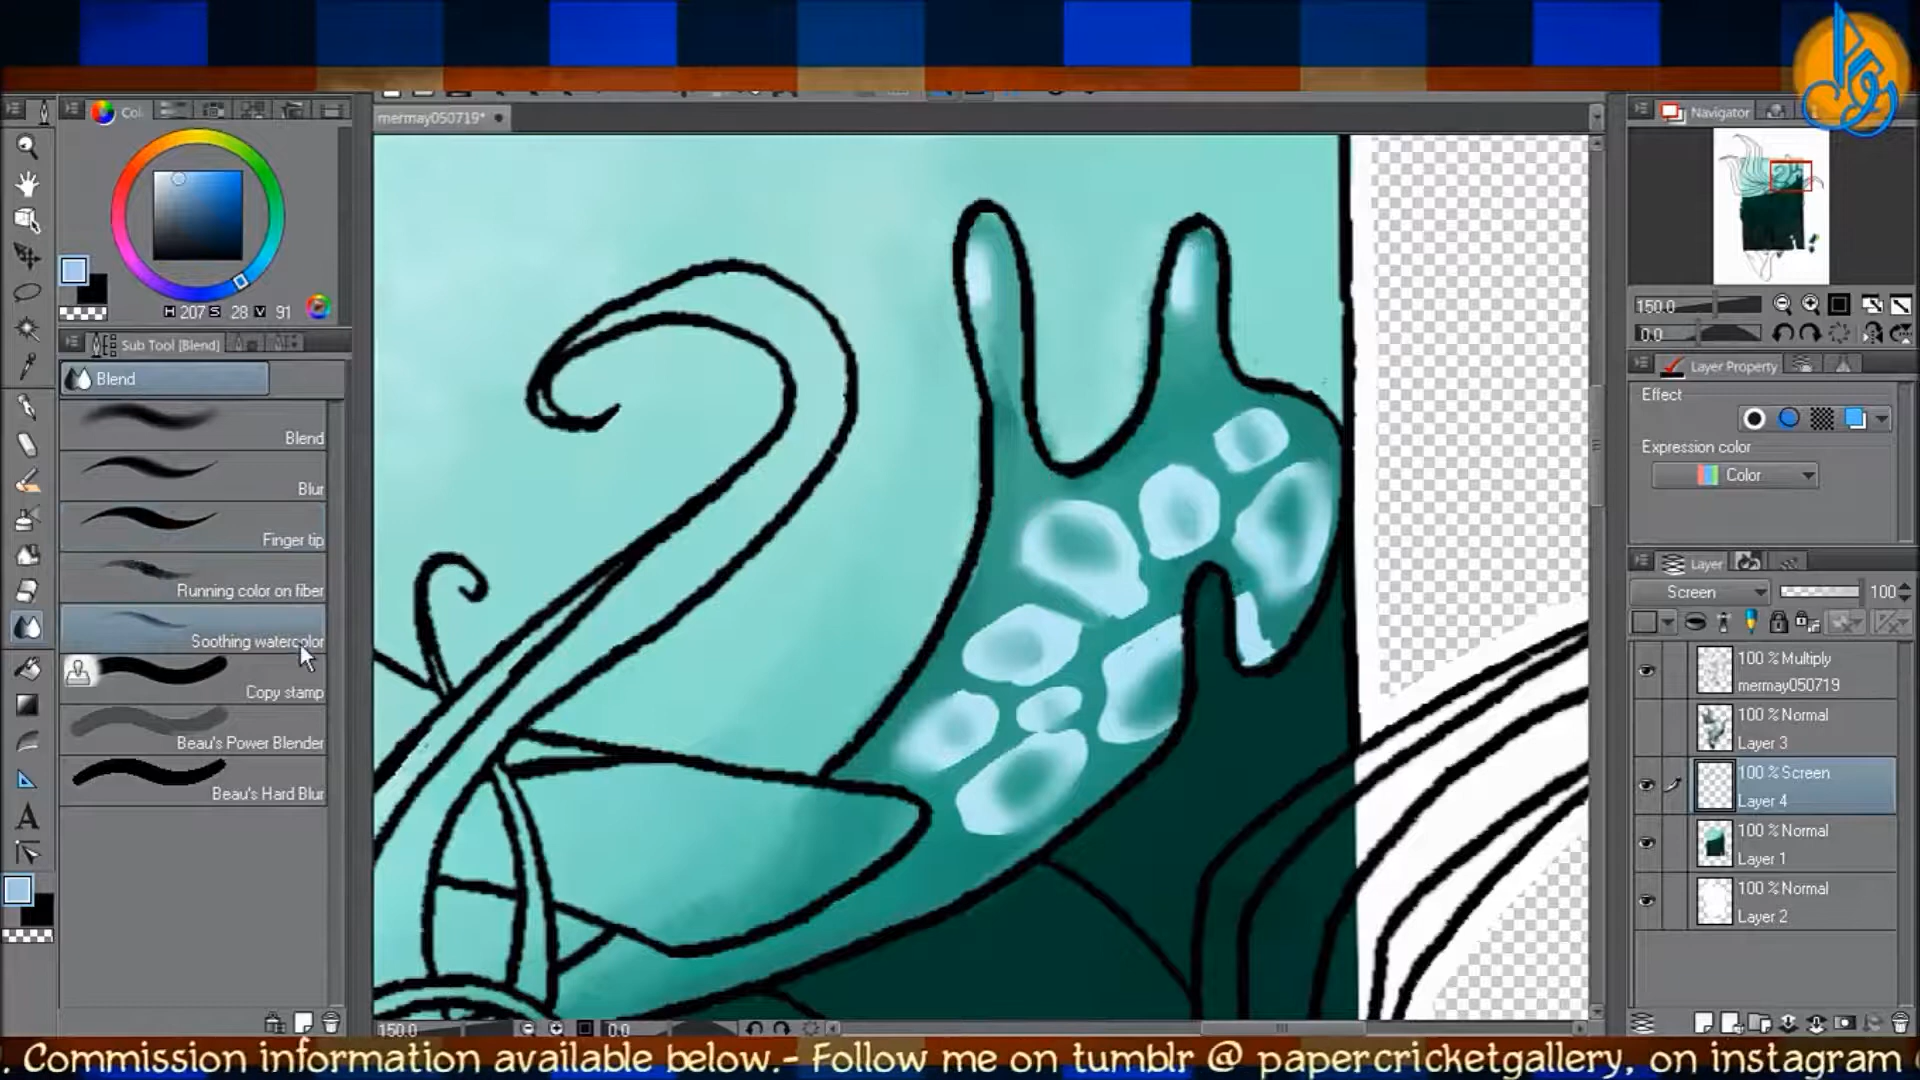 Col
mermay050719*
Navigator
H 207 S 28 V 91
Sub Tool [Blend]
Blend
Blend
Blur
Finger tip
Running color on fiber
Soothing watercolor
Copy stamp
Beau's Power Blender
Beau's Hard Blur
A
150.0
0.0
150.0
0.0
Layer Property
Effect
Expression color
Color
Layer
Screen
100
100 % Multiply
mermay050719
100 % Normal
Layer 3
100 % Screen
Layer 4
100 % Normal
Layer 1
100 % Normal
Layer 2
. Commission information available below. - Follow me on tumblr @ papercricketgallery, on instagram